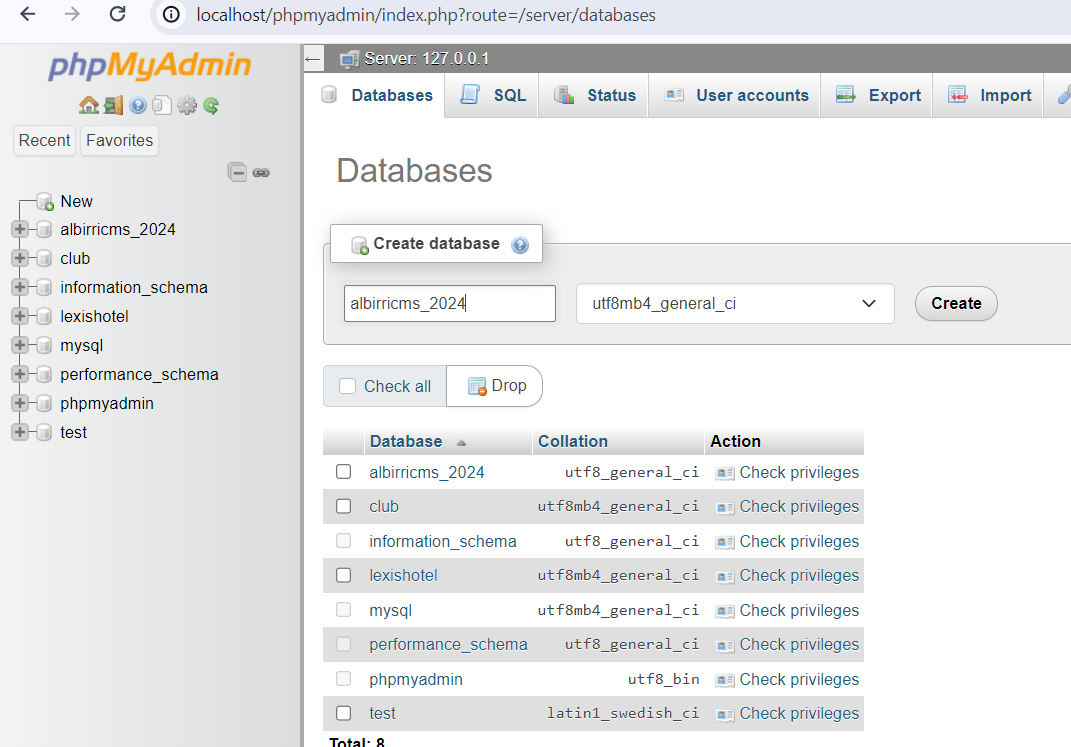 localhost/phpmyadmin/index.php?route=/server/databases
phpMyAdmin
Recent Favorites
New
albirricms_2024
club
information_schema
lexishotel
mysql
performance_schema
phpmyadmin
test
Server: 127.0.0.1
Databases SQL Status User accounts Export Import
Databases
Create database
albirricms_2024 utf8mb4_general_ci Create
Check all Drop
Database Collation Action
albirricms_2024 utf8_general_ci Check privileges
club utf8mb4_general_ci Check privileges
information_schema utf8_general_ci Check privileges
lexishotel utf8mb4_general_ci Check privileges
mysql utf8mb4_general_ci Check privileges
performance_schema utf8_general_ci Check privileges
phpmyadmin utf8_bin Check privileges
test latin1_swedish_ci Check privileges
Total: 8